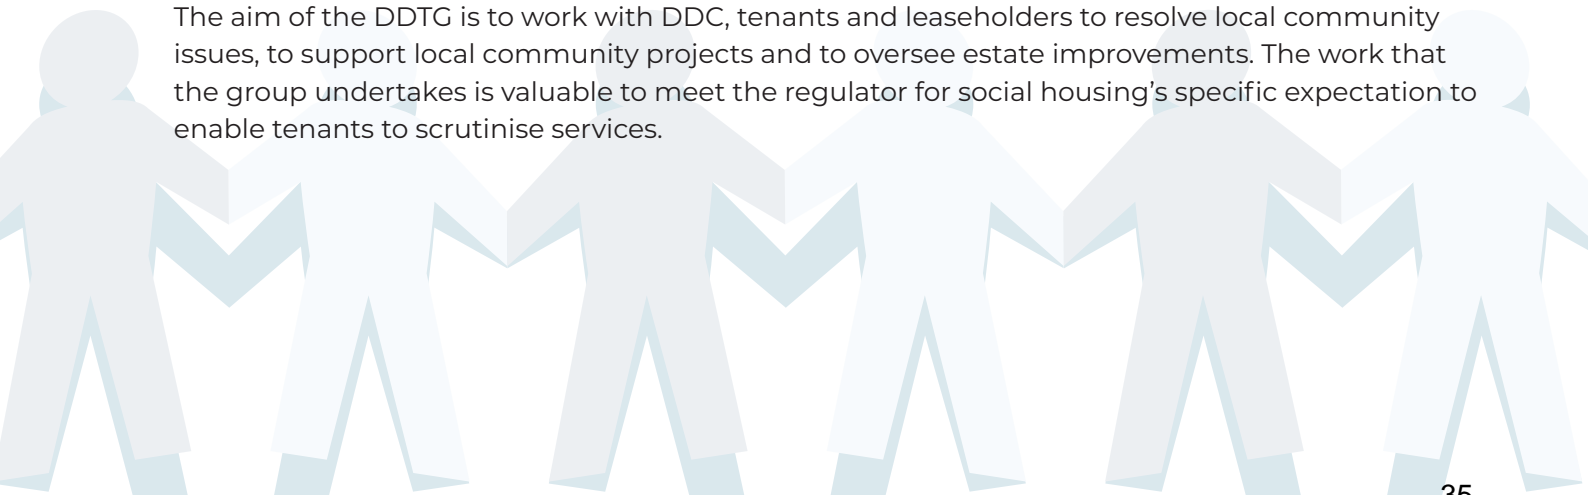 The aim of the DDTG is to work with DDC, tenants and leaseholders to resolve local community
issues, to support local community projects and to oversee estate improvements. The work that
the group undertakes is valuable to meet the regulator for social housing's specific expectation to
enable tenants to scrutinise services.
35